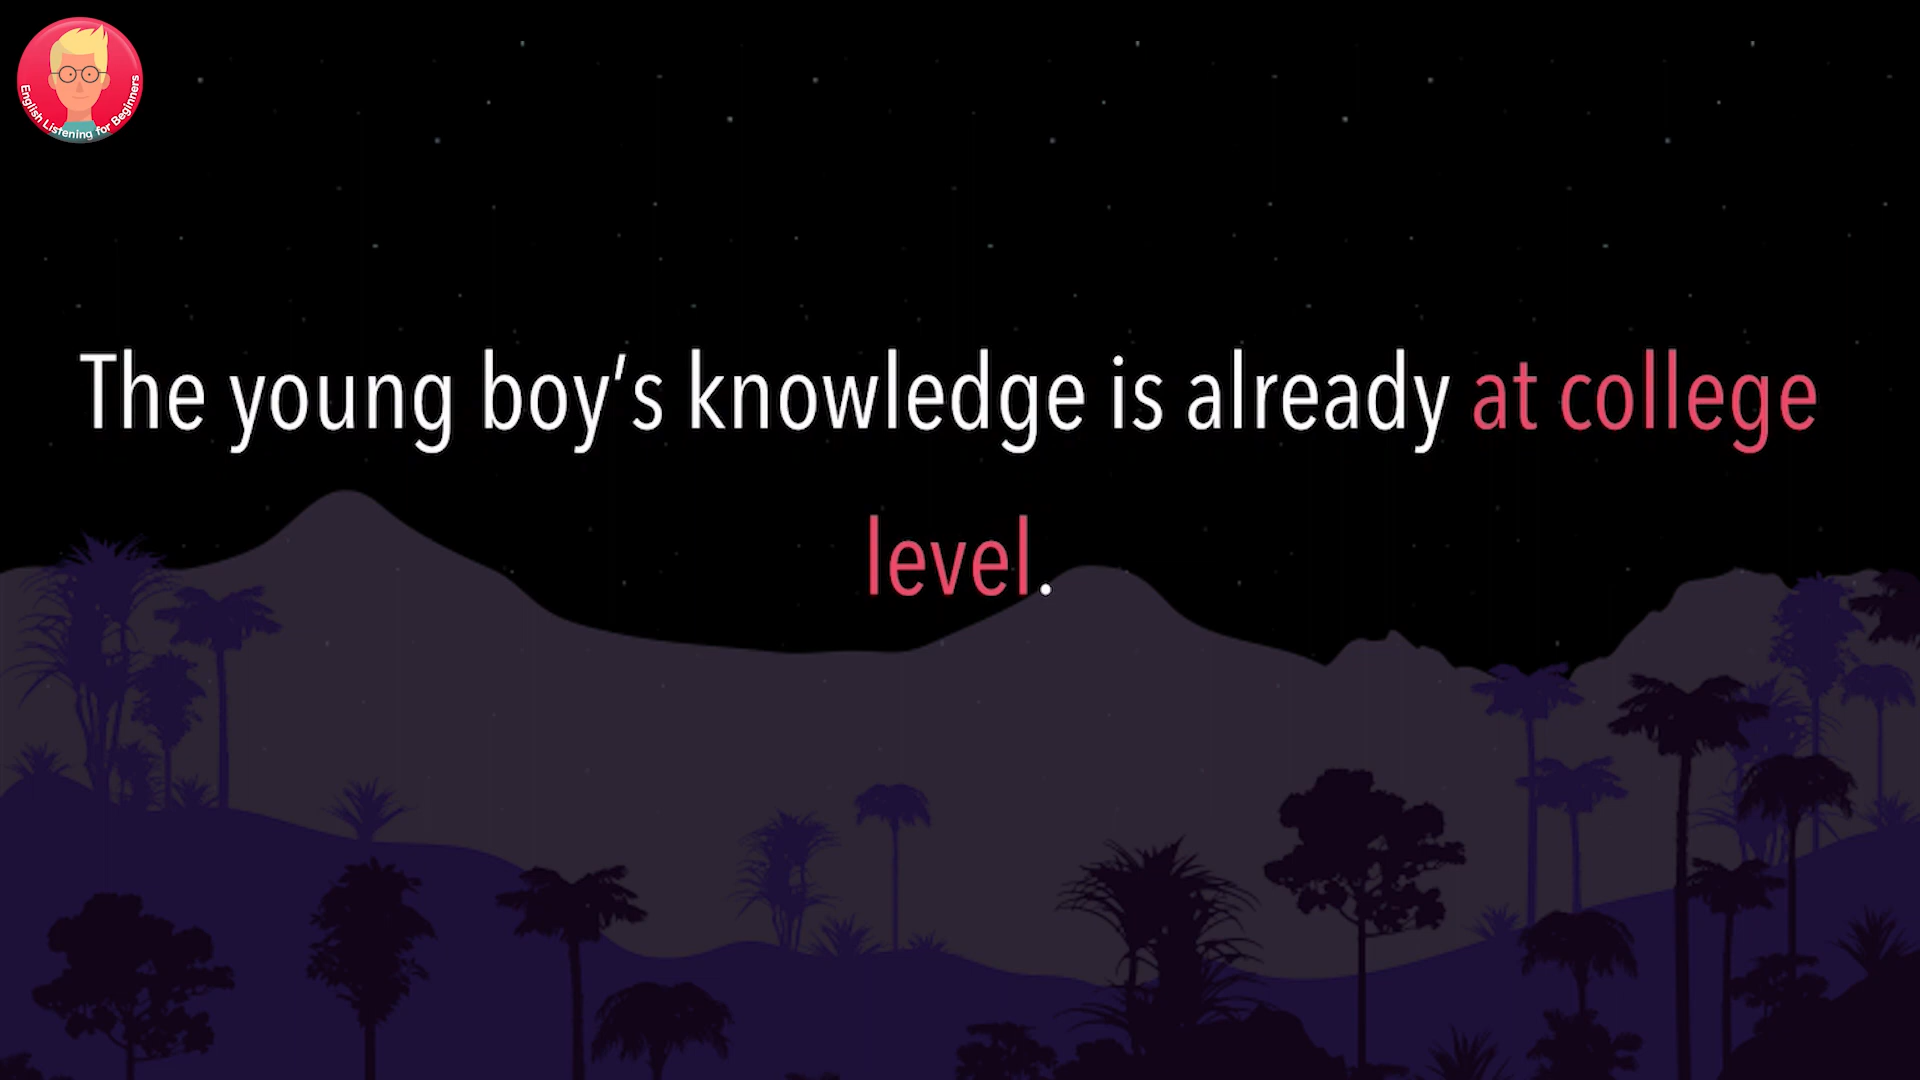 English Listening for Beginners
The young boy’s knowledge is already at college
level.